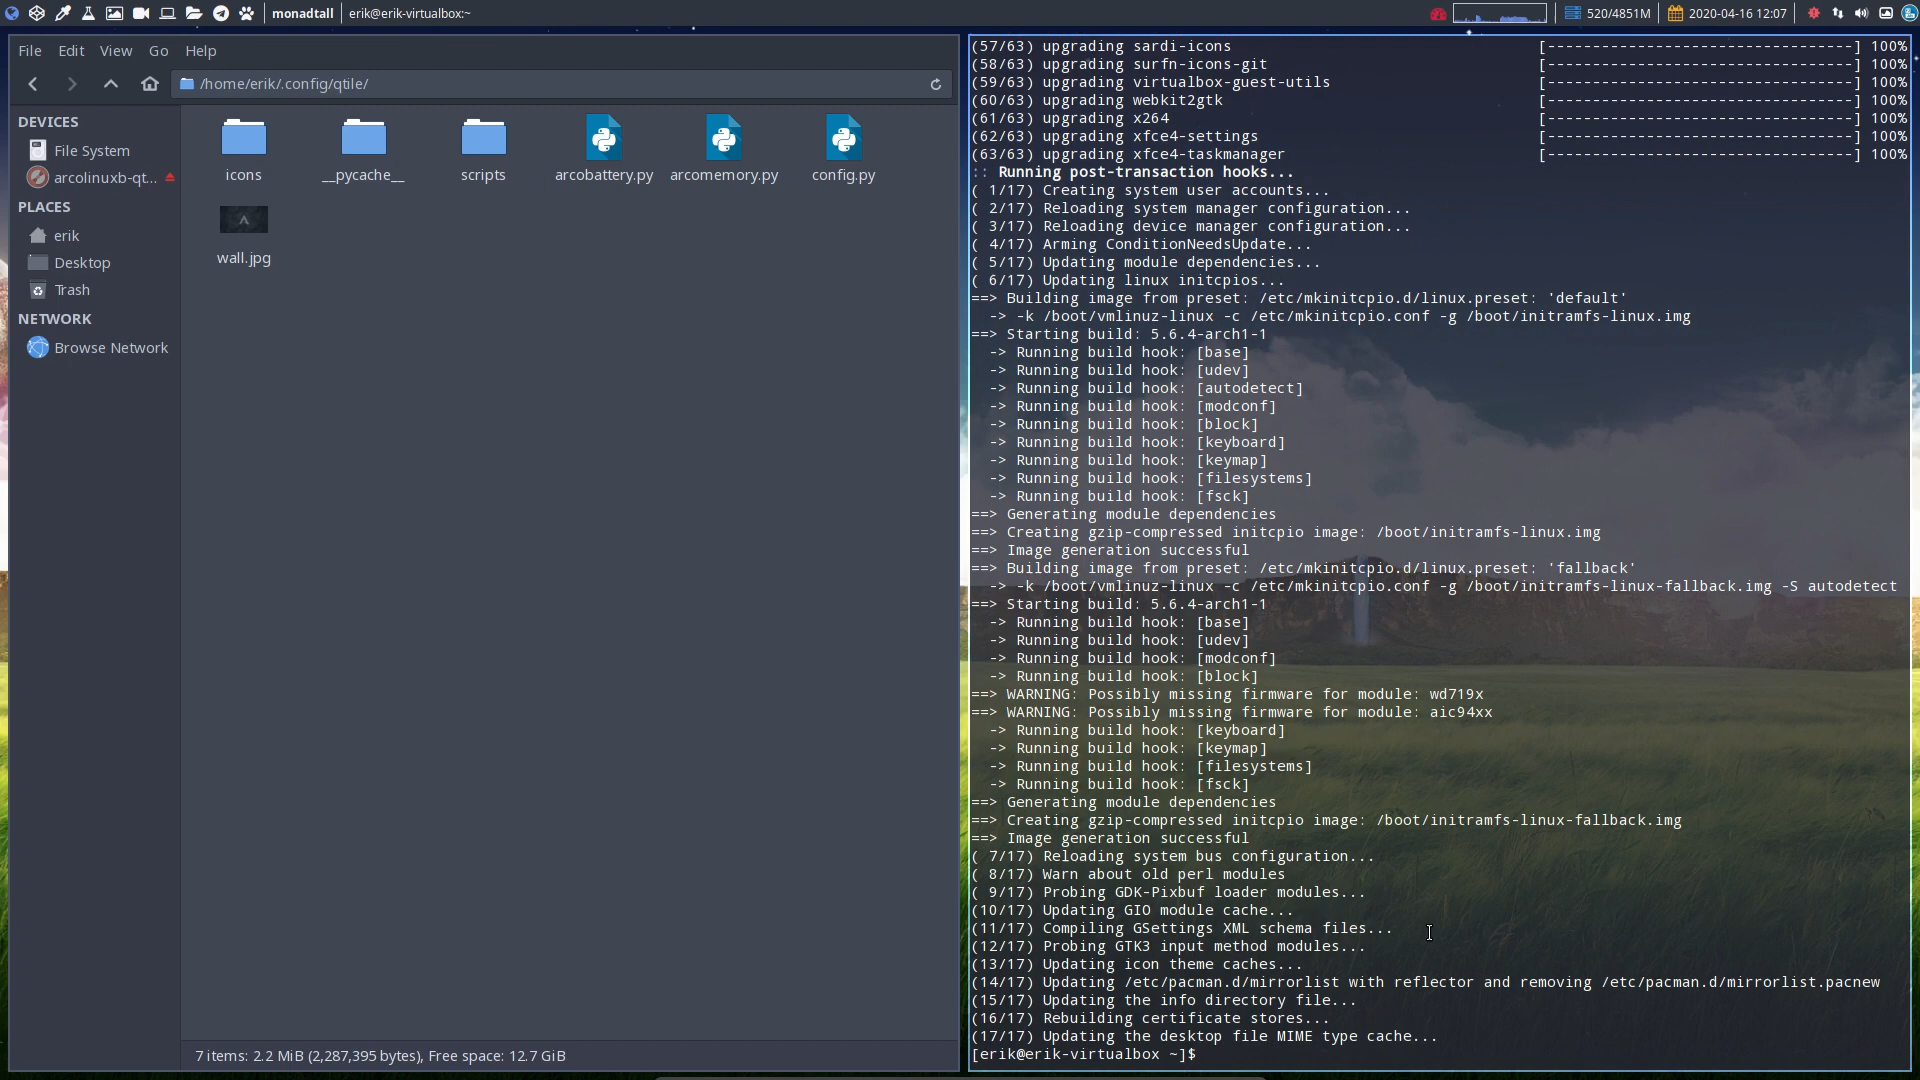 monadtall
erik@erik-virtualbox:~
520/4851M
2020-04-16 12:07
File Edit View Go Help
/home/erik/.config/qtile/
DEVICES
File System
arcolinuxb-qt...
PLACES
erik
Desktop
Trash
NETWORK
Browse Network
icons
__pycache__
scripts
arcobattery.py
arcomemory.py
config.py
wall.jpg
7 items: 2.2 MiB (2,287,395 bytes), Free space: 12.7 GiB
(57/63) upgrading sardi-icons [----------------------------------] 100%
(58/63) upgrading surfn-icons-git [----------------------------------] 100%
(59/63) upgrading virtualbox-guest-utils [----------------------------------] 100%
(60/63) upgrading webkit2gtk [----------------------------------] 100%
(61/63) upgrading x264 [----------------------------------] 100%
(62/63) upgrading xfce4-settings [----------------------------------] 100%
(63/63) upgrading xfce4-taskmanager [----------------------------------] 100%
:: Running post-transaction hooks...
( 1/17) Creating system user accounts...
( 2/17) Reloading system manager configuration...
( 3/17) Reloading device manager configuration...
( 4/17) Arming ConditionNeedsUpdate...
( 5/17) Updating module dependencies...
( 6/17) Updating linux initcpios...
==> Building image from preset: /etc/mkinitcpio.d/linux.preset: 'default'
  -> -k /boot/vmlinuz-linux -c /etc/mkinitcpio.conf -g /boot/initramfs-linux.img
==> Starting build: 5.6.4-arch1-1
  -> Running build hook: [base]
  -> Running build hook: [udev]
  -> Running build hook: [autodetect]
  -> Running build hook: [modconf]
  -> Running build hook: [block]
  -> Running build hook: [keyboard]
  -> Running build hook: [keymap]
  -> Running build hook: [filesystems]
  -> Running build hook: [fsck]
==> Generating module dependencies
==> Creating gzip-compressed initcpio image: /boot/initramfs-linux.img
==> Image generation successful
==> Building image from preset: /etc/mkinitcpio.d/linux.preset: 'fallback'
  -> -k /boot/vmlinuz-linux -c /etc/mkinitcpio.conf -g /boot/initramfs-linux-fallback.img -S autodetect
==> Starting build: 5.6.4-arch1-1
  -> Running build hook: [base]
  -> Running build hook: [udev]
  -> Running build hook: [modconf]
  -> Running build hook: [block]
==> WARNING: Possibly missing firmware for module: wd719x
==> WARNING: Possibly missing firmware for module: aic94xx
  -> Running build hook: [keyboard]
  -> Running build hook: [keymap]
  -> Running build hook: [filesystems]
  -> Running build hook: [fsck]
==> Generating module dependencies
==> Creating gzip-compressed initcpio image: /boot/initramfs-linux-fallback.img
==> Image generation successful
( 7/17) Reloading system bus configuration...
( 8/17) Warn about old perl modules
( 9/17) Probing GDK-Pixbuf loader modules...
(10/17) Updating GIO module cache...
(11/17) Compiling GSettings XML schema files...
(12/17) Probing GTK3 input method modules...
(13/17) Updating icon theme caches...
(14/17) Updating /etc/pacman.d/mirrorlist with reflector and removing /etc/pacman.d/mirrorlist.pacnew
(15/17) Updating the info directory file...
(16/17) Rebuilding certificate stores...
(17/17) Updating the desktop file MIME type cache...
[erik@erik-virtualbox ~]$